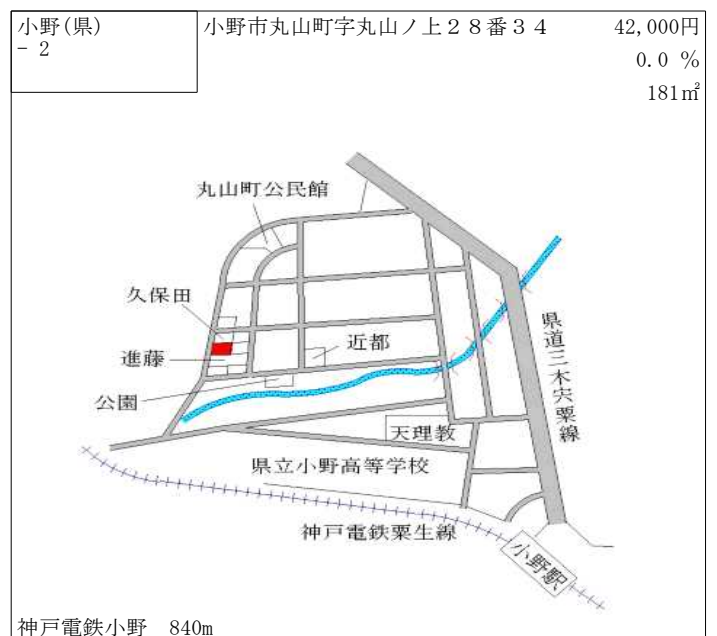 小野(県)
－2
小野市丸山町字丸山ノ上２８番３４
42,000円
0.0 %
181㎡
丸山町公民館
久保田
進藤
近都
公園
県道三木宍粟線
天理教
県立小野高等学校
神戸電鉄粟生線
小野駅
神戸電鉄小野　840m